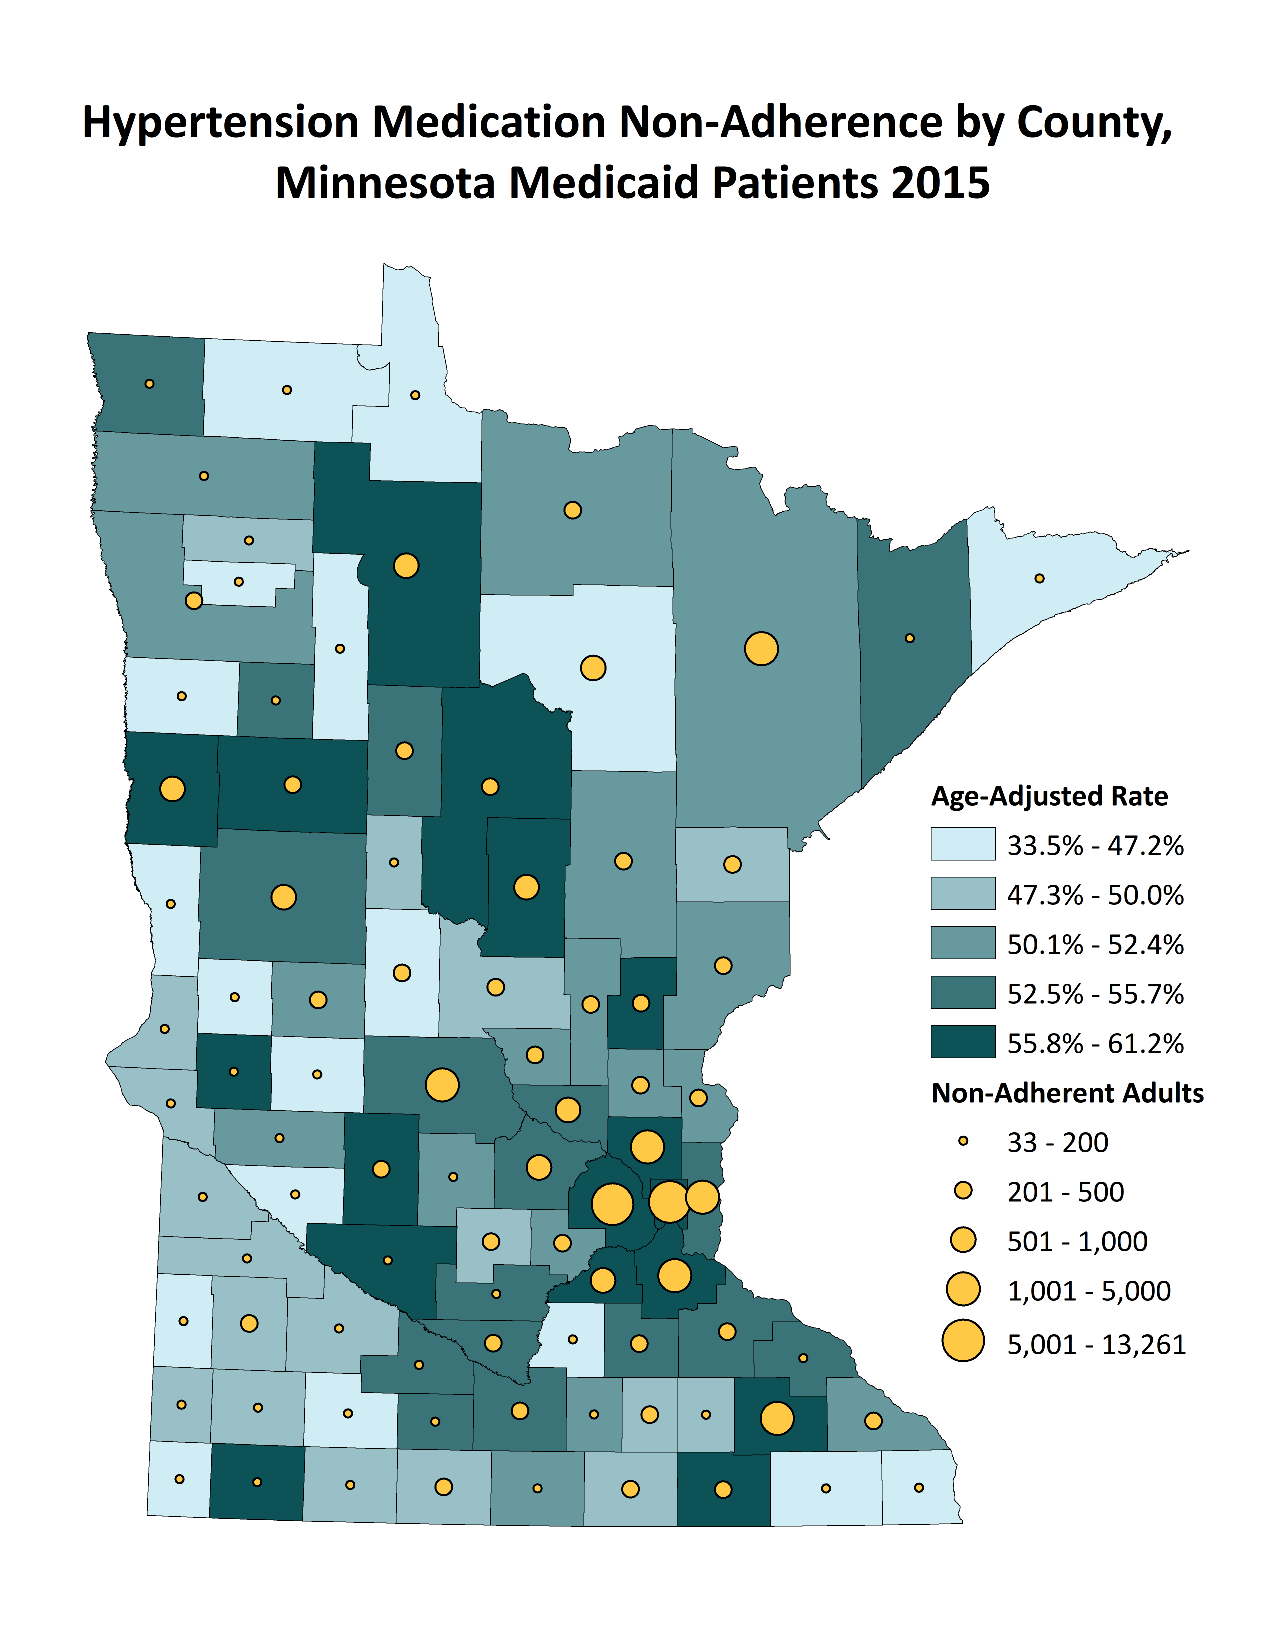 Hypertension Medication Non-Adherence by County,
Minnesota Medicaid Patients 2015
Age-Adjusted Rate
33.5% - 47.2%
47.3% - 50.0%
50.1% - 52.4%
52.5% - 55.7%
55.8% - 61.2%
Non-Adherent Adults
33 - 200
201 - 500
501 - 1,000
1,001 - 5,000
5,001 - 13,261